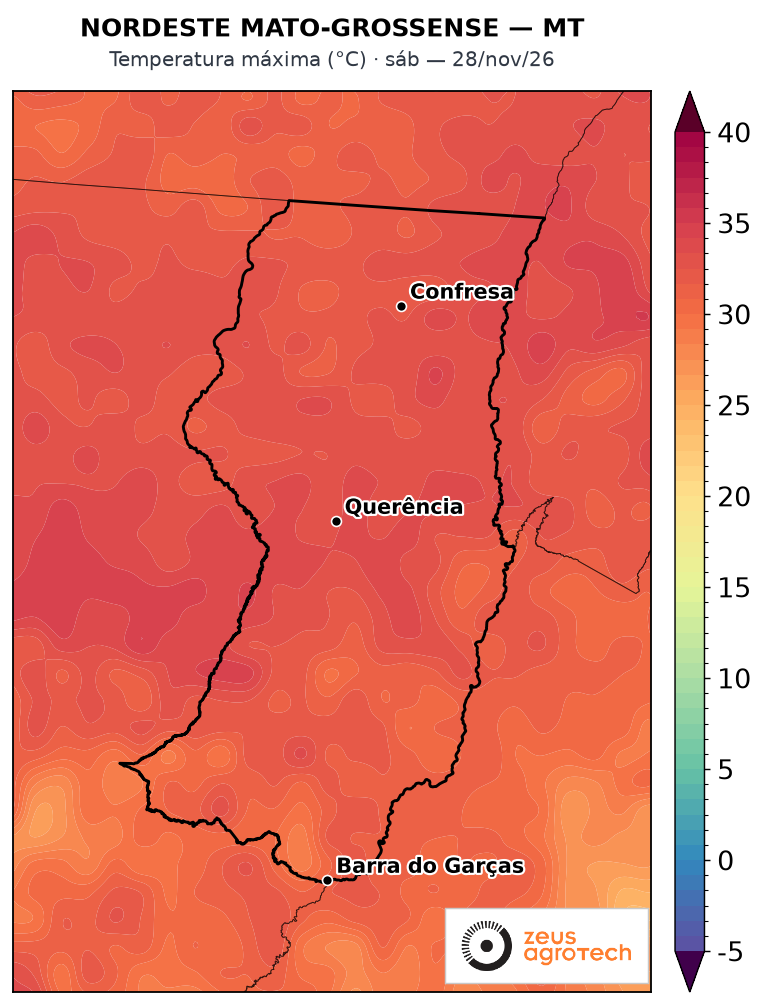 NORDESTE MATO-GROSSENSE — MT
Temperatura máxima (°C) · sáb — 28/nov/26
Confresa
Querência
Barra do Garças
40
35
30
25
20
15
10
5
0
-5
zeus
agroTech